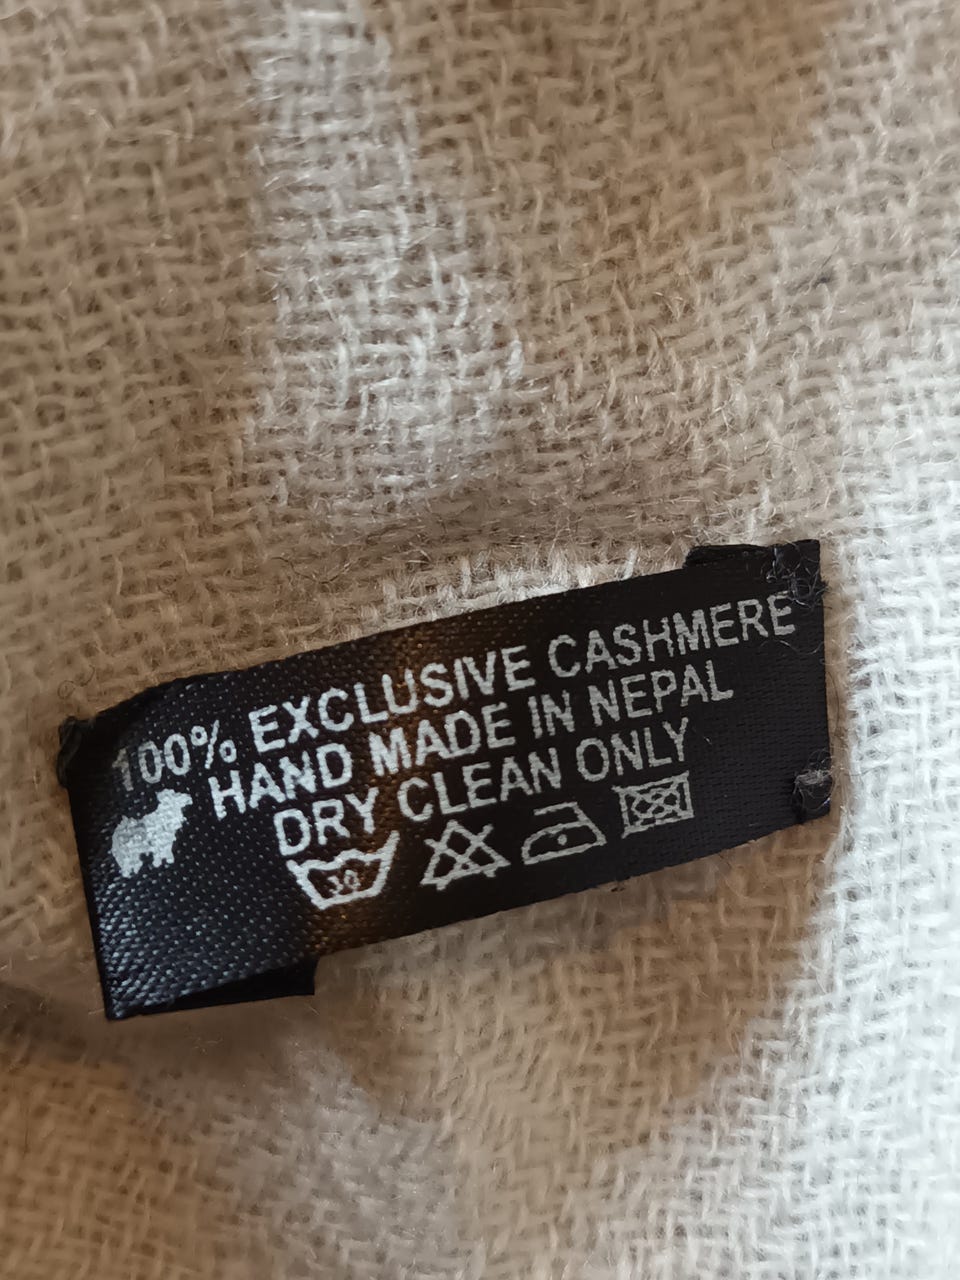 100% EXCLUSIVE CASHMERE
HAND MADE IN NEPAL
DRY CLEAN ONLY
30